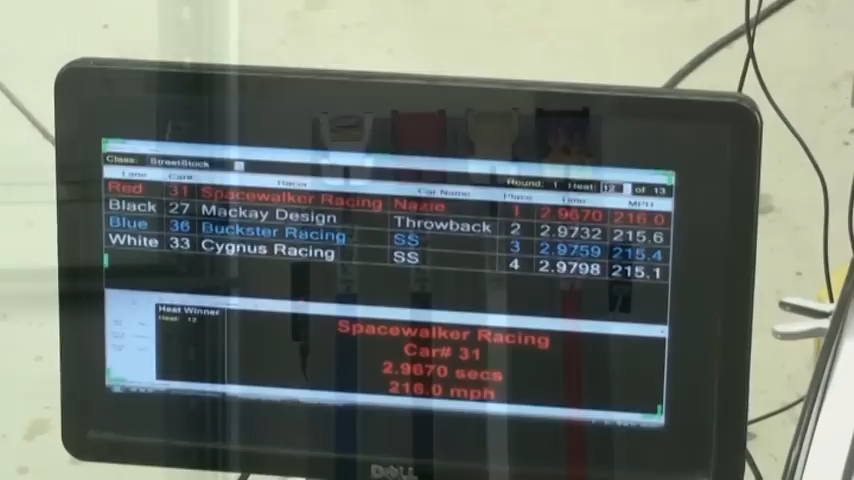 Class: StreetStock Round: 1 Heat: 12 of 13
Lane Car# Racer Car Name Place Time MPH
Red 31 Spacewalker Racing Nazie 1 2.9670 216.0
Black 27 Mackay Design Throwback 2 2.9732 215.6
Blue 36 Buckster Racing SS 3 2.9759 215.4
White 33 Cygnus Racing SS 4 2.9798 215.1
Heat Winner
Heat: 12
Spacewalker Racing
Car# 31
2.9670 secs
216.0 mph
DELL